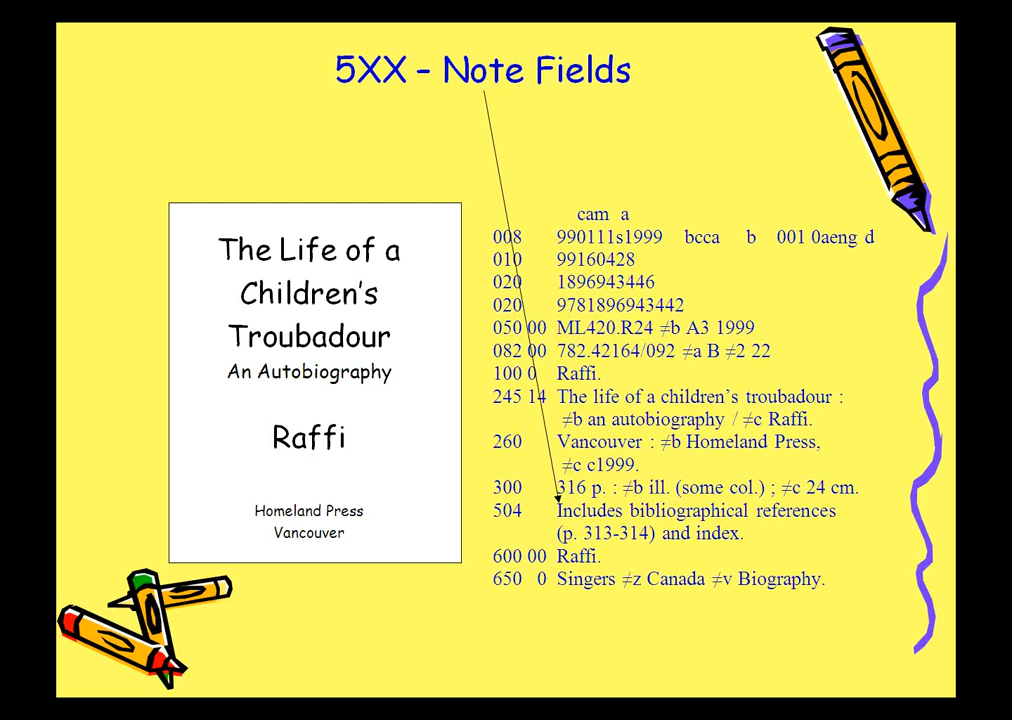 5XX – Note Fields
The Life of a
Children's
Troubadour
An Autobiography
Raffi
Homeland Press
Vancouver
cam a
008 990111s1999 bcca b 001 0aeng d
010 99160428
020 1896943446
020 9781896943442
050 00 ML420.R24 ≠b A3 1999
082 00 782.42164/092 ≠a B ≠2 22
100 0 Raffi.
245 14 The life of a children's troubadour :
≠b an autobiography / ≠c Raffi.
260 Vancouver : ≠b Homeland Press,
≠c c1999.
300 316 p. : ≠b ill. (some col.) ; ≠c 24 cm.
504 Includes bibliographical references
(p. 313-314) and index.
600 00 Raffi.
650 0 Singers ≠z Canada ≠v Biography.